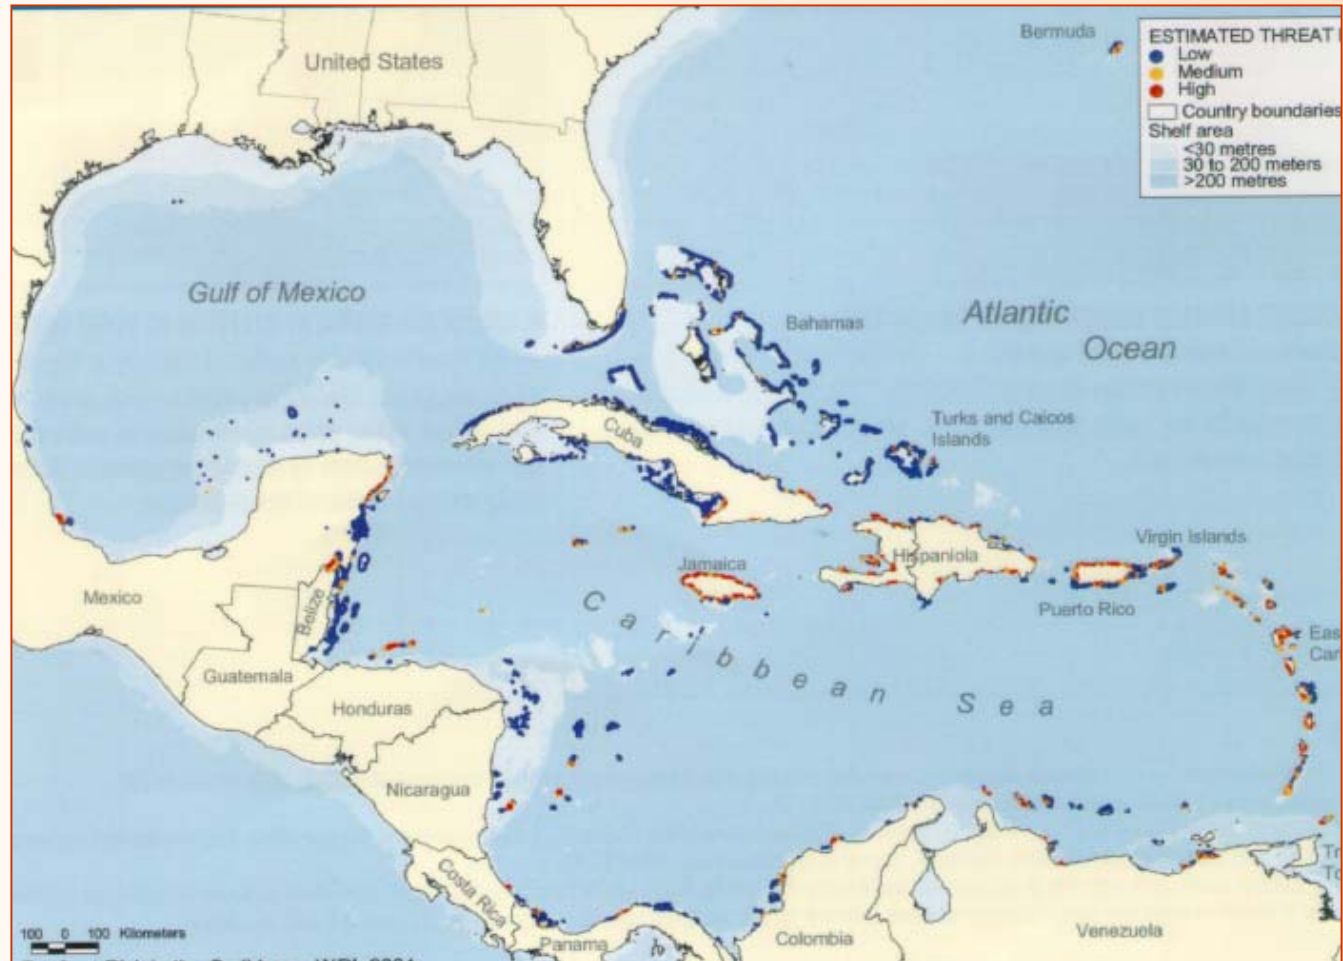 Bermuda
ESTIMATED THREAT
Low
Medium
High
Country boundaries
Shelf area
<30 metres
30 to 200 meters
>200 metres
United States
Gulf of Mexico
Atlantic
Ocean
Bahamas
Turks and Caicos
Islands
Cuba
Virgin Islands
Hispaniola
Jamaica
Puerto Rico
Mexico
Belize
Caribbean Sea
Guatemala
Honduras
Nicaragua
Costa Rica
Panama
Colombia
Venezuela
100 0 100 Kilometers